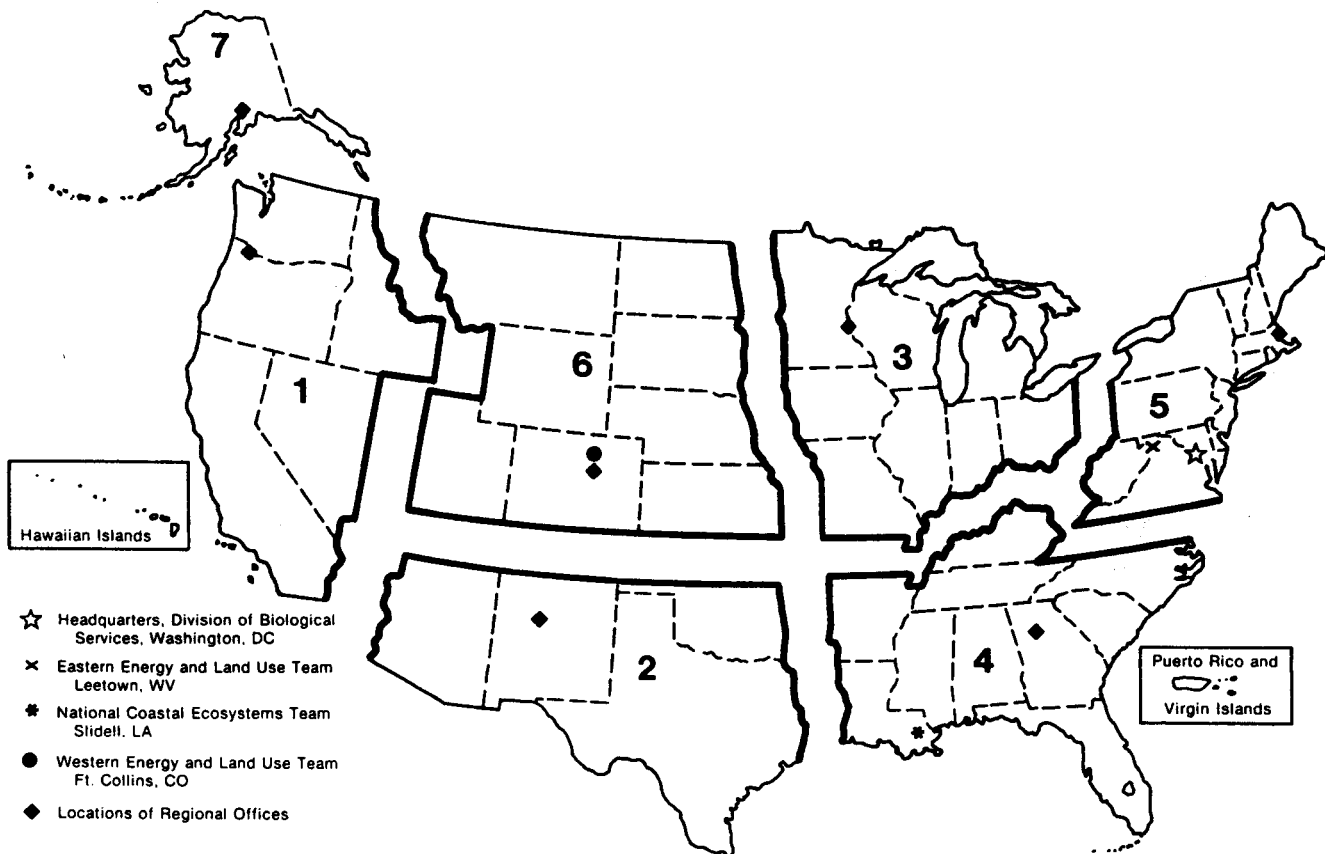 7
3
6
1
5
Hawaiian Islands
2
4
Puerto Rico and
Virgin Islands
Headquarters, Division of Biological
Services, Washington, DC
Eastern Energy and Land Use Team
Leetown, WV
National Coastal Ecosystems Team
Slidell, LA
Western Energy and Land Use Team
Ft. Collins, CO
Locations of Regional Offices